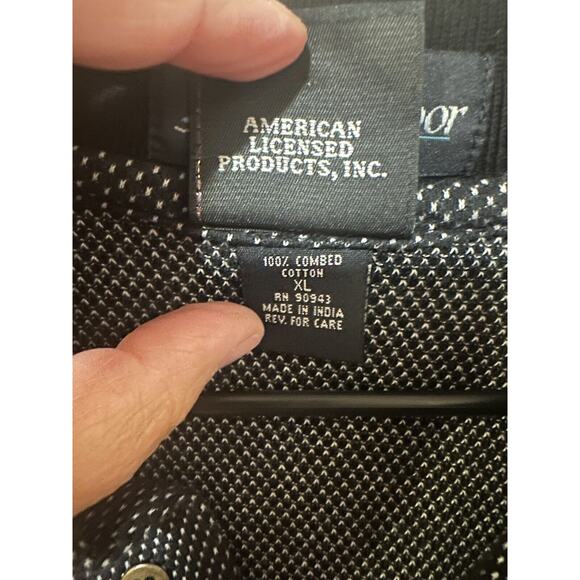 AMERICAN
LICENSED
PRODUCTS, INC.
100% COMBED
COTTON
XL
RN 90943
MADE IN INDIA
REV. FOR CARE